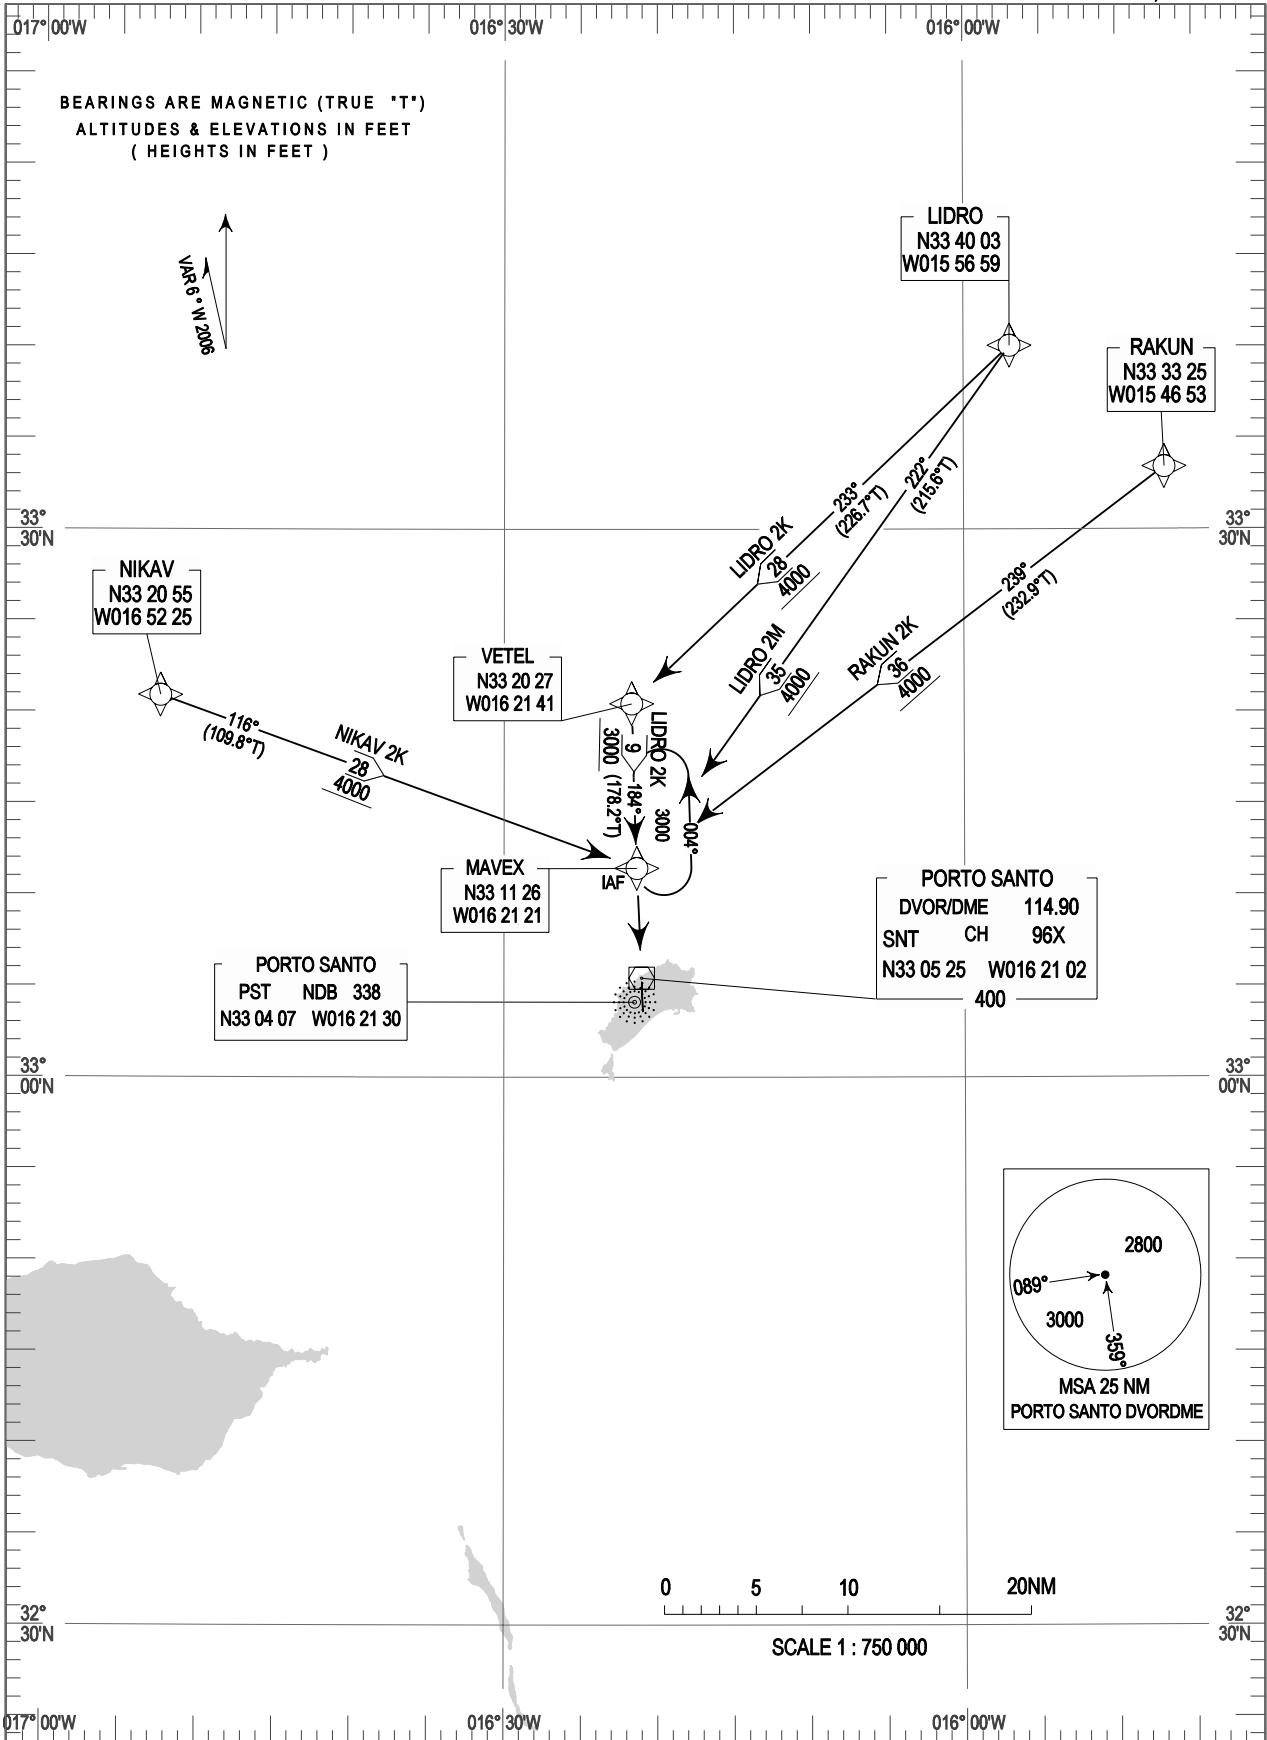 017° 00'W
016° 30'W
016° 00'W
BEARINGS ARE MAGNETIC (TRUE "T")
ALTITUDES & ELEVATIONS IN FEET
( HEIGHTS IN FEET )
VAR 6° W 2006
LIDRO
N33 40 03
W015 56 59
RAKUN
N33 33 25
W015 46 53
33°
30'N
33°
30'N
233°
(226.7°T)
222°
(215.6°T)
LIDRO 2K
28
4000
239°
(232.9°T)
NIKAV
N33 20 55
W016 52 25
VETEL
N33 20 27
W016 21 41
LIDRO 2M
35
4000
RAKUN 2K
36
4000
116°
(109.8°T)
NIKAV 2K
28
4000
LIDRO 2K
9
3000
184°
(178.2°T)
3000
004°
MAVEX
N33 11 26
W016 21 21
IAF
PORTO SANTO
DVOR/DME 114.90
SNT CH 96X
N33 05 25 W016 21 02
400
PORTO SANTO
PST NDB 338
N33 04 07 W016 21 30
33°
00'N
33°
00'N
2800
089°
3000
359°
MSA 25 NM
PORTO SANTO DVORDME
0 5 10 20NM
SCALE 1 : 750 000
32°
30'N
32°
30'N
017° 00'W
016° 30'W
016° 00'W